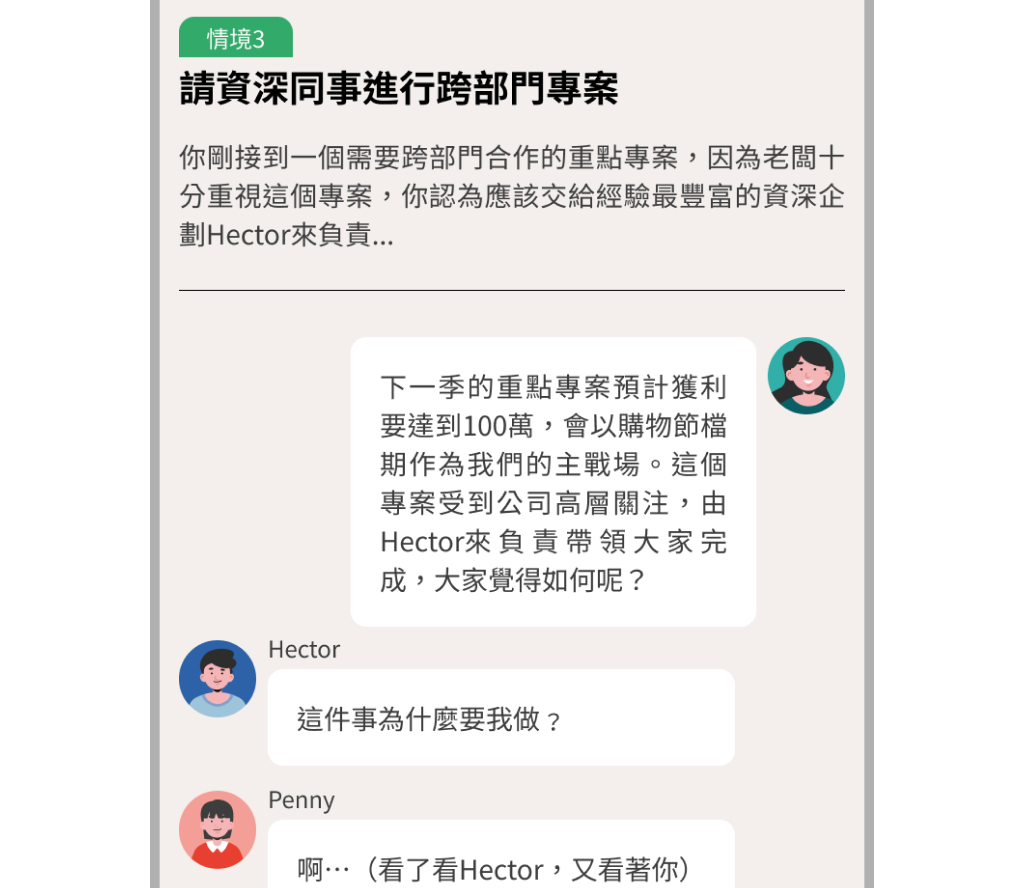 情境3
請資深同事進行跨部門專案
你剛接到一個需要跨部門合作的重點專案，因為老闆十
分重視這個專案，你認為應該交給經驗最豐富的資深企
劃Hector來負責...
下一季的重點專案預計獲利
要達到100萬，會以購物節檔
期作為我們的主戰場。這個
專案受到公司高層關注，由
Hector來負責帶領大家完
成，大家覺得如何呢？
Hector
這件事為什麼要我做？
Penny
啊…（看了看Hector，又看著你）